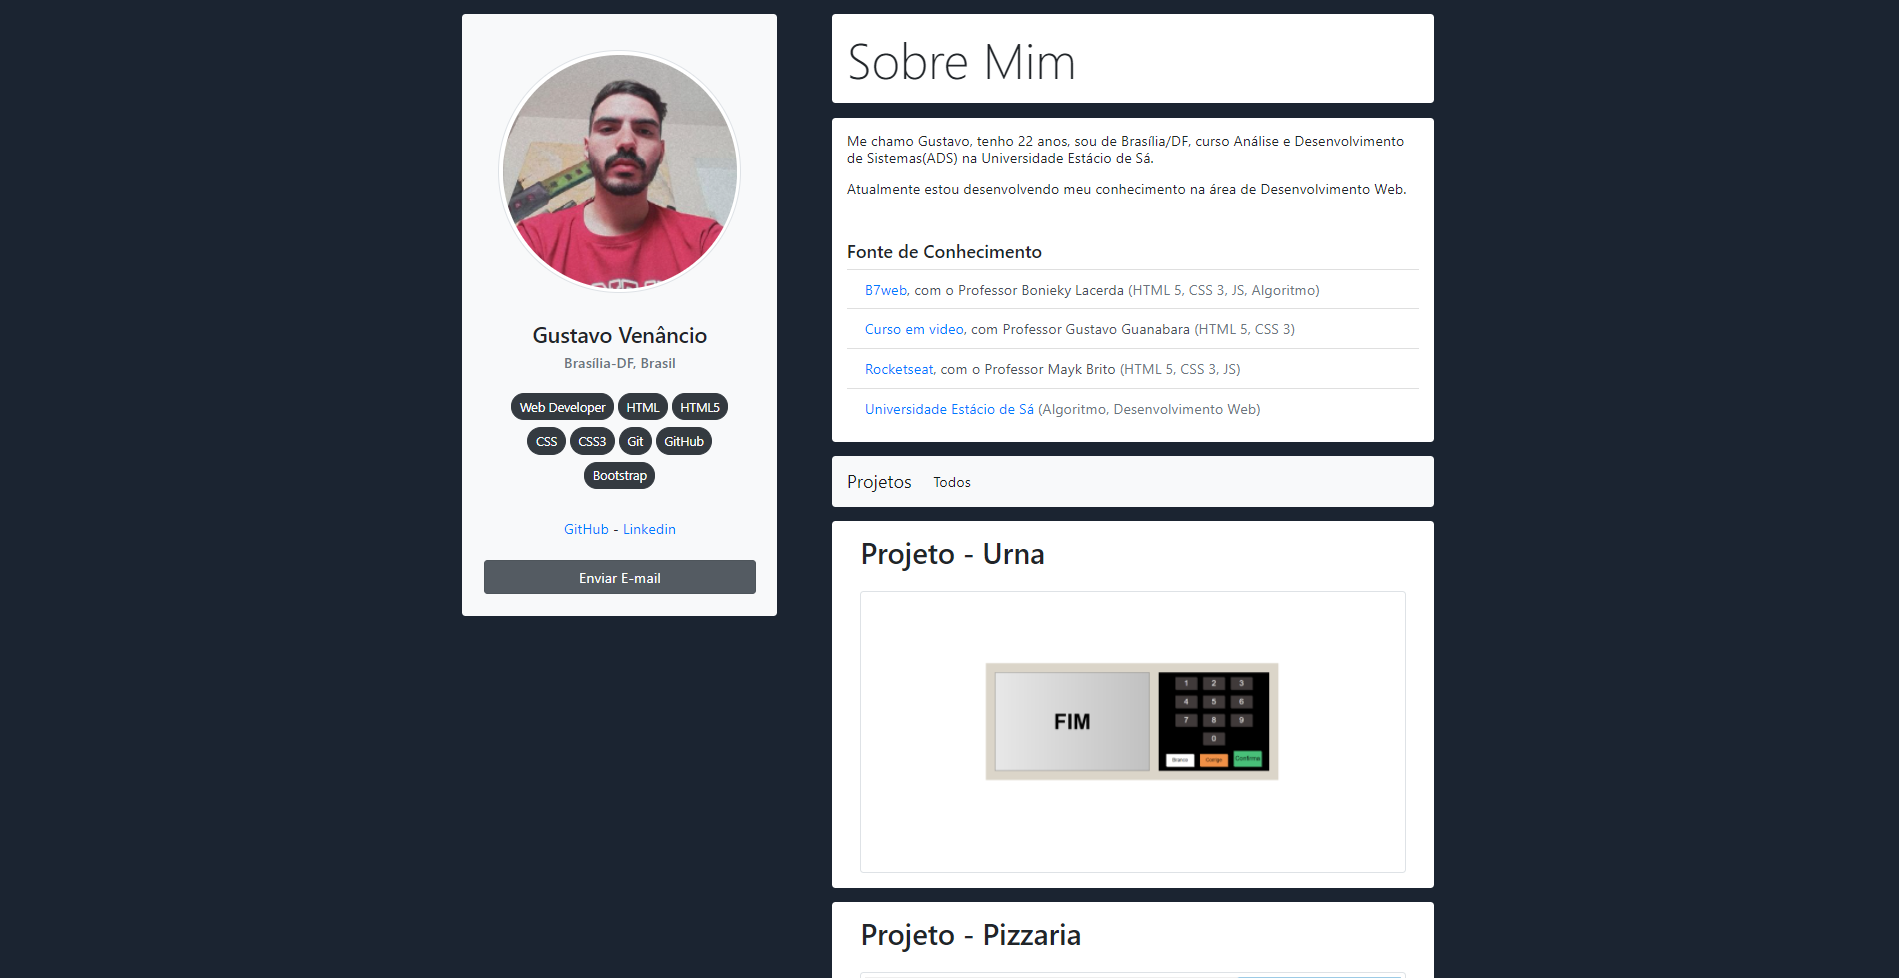 Gustavo Venâncio
Brasília-DF, Brasil
Web Developer HTML HTML5
CSS CSS3 Git GitHub
Bootstrap
GitHub - Linkedin
Enviar E-mail
Sobre Mim
Me chamo Gustavo, tenho 22 anos, sou de Brasília/DF, curso Análise e Desenvolvimento
de Sistemas(ADS) na Universidade Estácio de Sá.
Atualmente estou desenvolvendo meu conhecimento na área de Desenvolvimento Web.
Fonte de Conhecimento
B7web, com o Professor Bonieky Lacerda (HTML 5, CSS 3, JS, Algoritmo)
Curso em video, com Professor Gustavo Guanabara (HTML 5, CSS 3)
Rocketseat, com o Professor Mayk Brito (HTML 5, CSS 3, JS)
Universidade Estácio de Sá (Algoritmo, Desenvolvimento Web)
Projetos Todos
Projeto - Urna
FIM
1 2 3
4 5 6
7 8 9
0
Branco Corrige Confirma
Projeto - Pizzaria